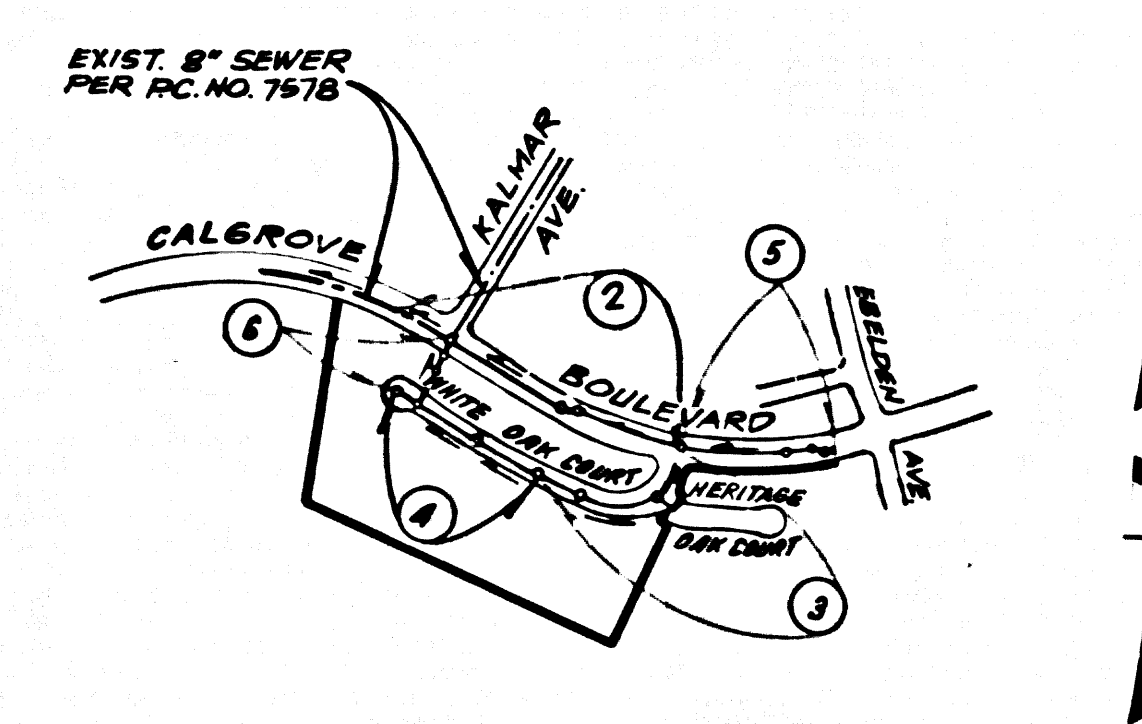 EXIST. 8" SEWER
PER P.C. NO. 7578
KALMAR
AVE.
CALGROVE
5
2
6
EBELDEN
BOULEVARD
WHITE
OAK COURT
AVE
HERITAGE
OAK COURT
4
3